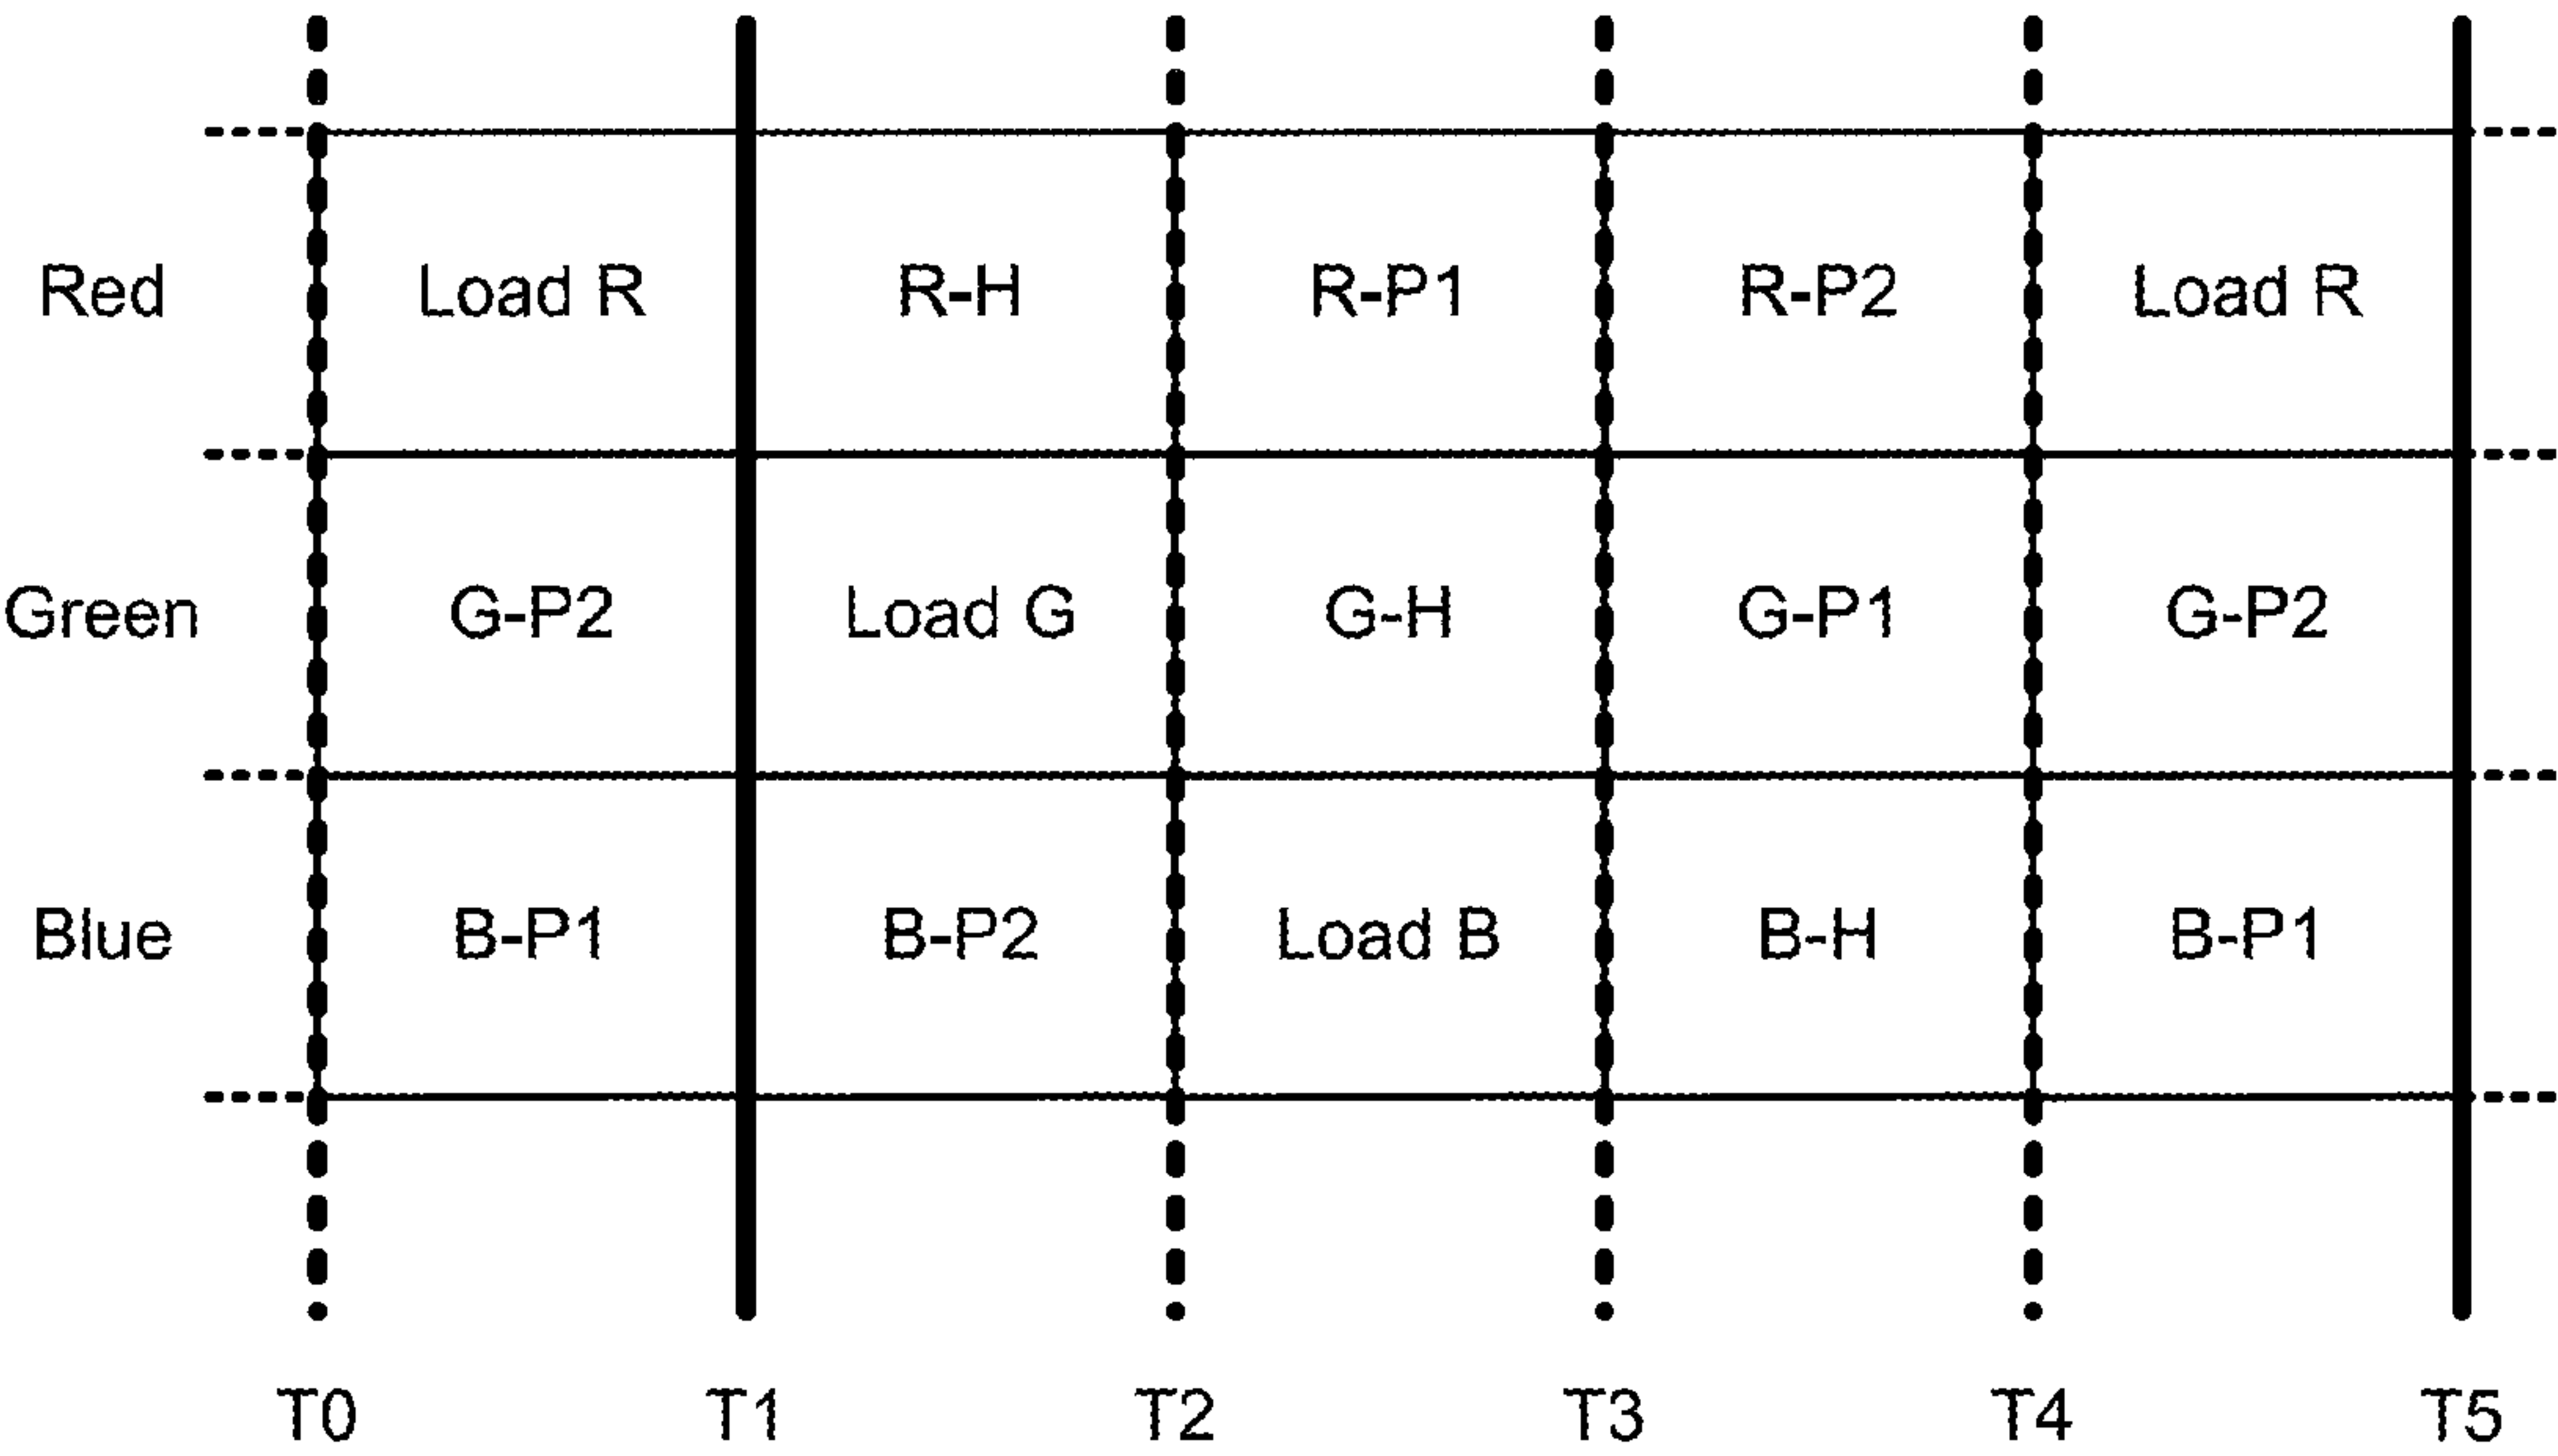 Red Load R R-H R-P1 R-P2 Load R
Green G-P2 Load G G-H G-P1 G-P2
Blue B-P1 B-P2 Load B B-H B-P1
T0 T1 T2 T3 T4 T5